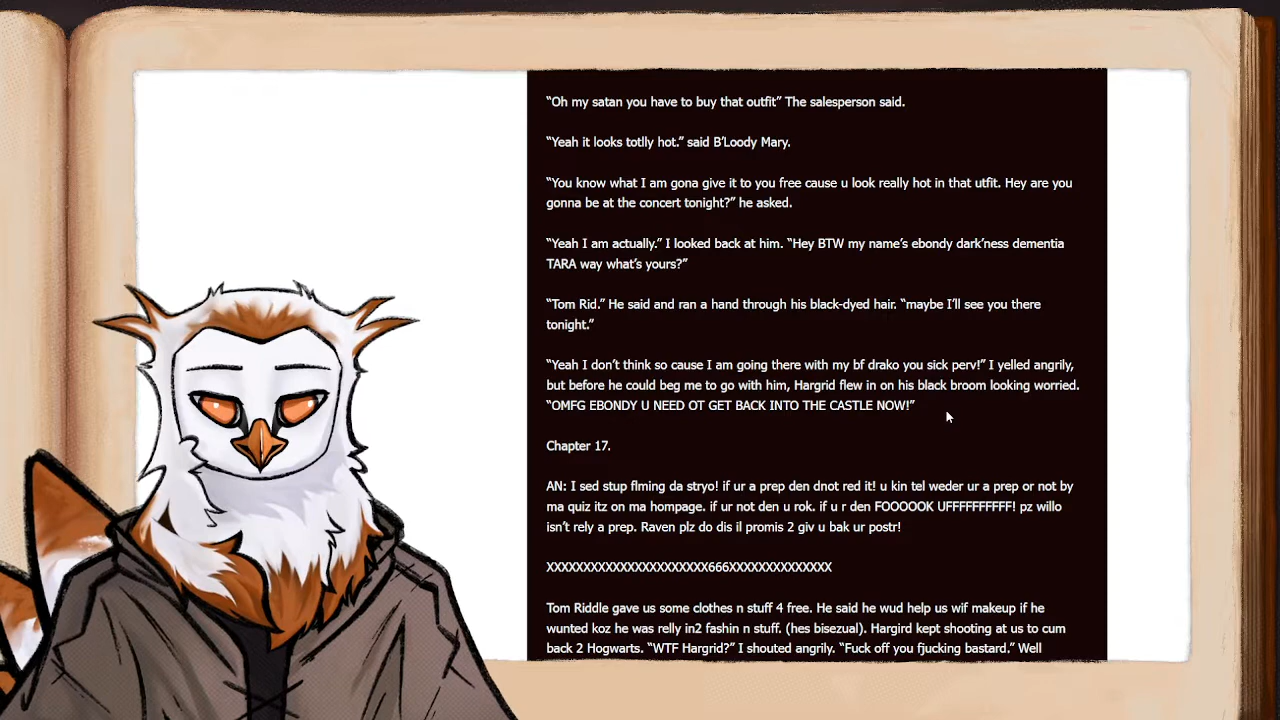 “Oh my satan you have to buy that outfit” The salesperson said.
“Yeah it looks totlly hot.” said B’Loody Mary.
“You know what I am gona give it to you free cause u look really hot in that utfit. Hey are you
gonna be at the concert tonight?” he asked.
“Yeah I am actually.” I looked back at him. “Hey BTW my name’s ebondy dark’ness dementia
TARA way what’s yours?”
“Tom Rid.” He said and ran a hand through his black-dyed hair. “maybe I’ll see you there
tonight.”
“Yeah I don’t think so cause I am going there with my bf drako you sick perv!” I yelled angrily,
but before he could beg me to go with him, Hargrid flew in on his black broom looking worried.
“OMFG EBONDY U NEED OT GET BACK INTO THE CASTLE NOW!”
Chapter 17.
AN: I sed stup flming da stryo! if ur a prep den dnot red it! u kin tel weder ur a prep or not by
ma quiz itz on ma hompage. if ur not den u rok. if u r den FOOOOOK UFFFFFFFFFF! pz willo
isn’t rely a prep. Raven plz do dis il promis 2 giv u bak ur postr!
XXXXXXXXXXXXXXXXXXXXXX666XXXXXXXXXXXXXX
Tom Riddle gave us some clothes n stuff 4 free. He said he wud help us wif makeup if he
wunted koz he was relly in2 fashin n stuff. (hes bisezual). Hargird kept shooting at us to cum
back 2 Hogwarts. “WTF Hargrid?” I shouted angrily. “Fuck off you fjucking bastard.” Well